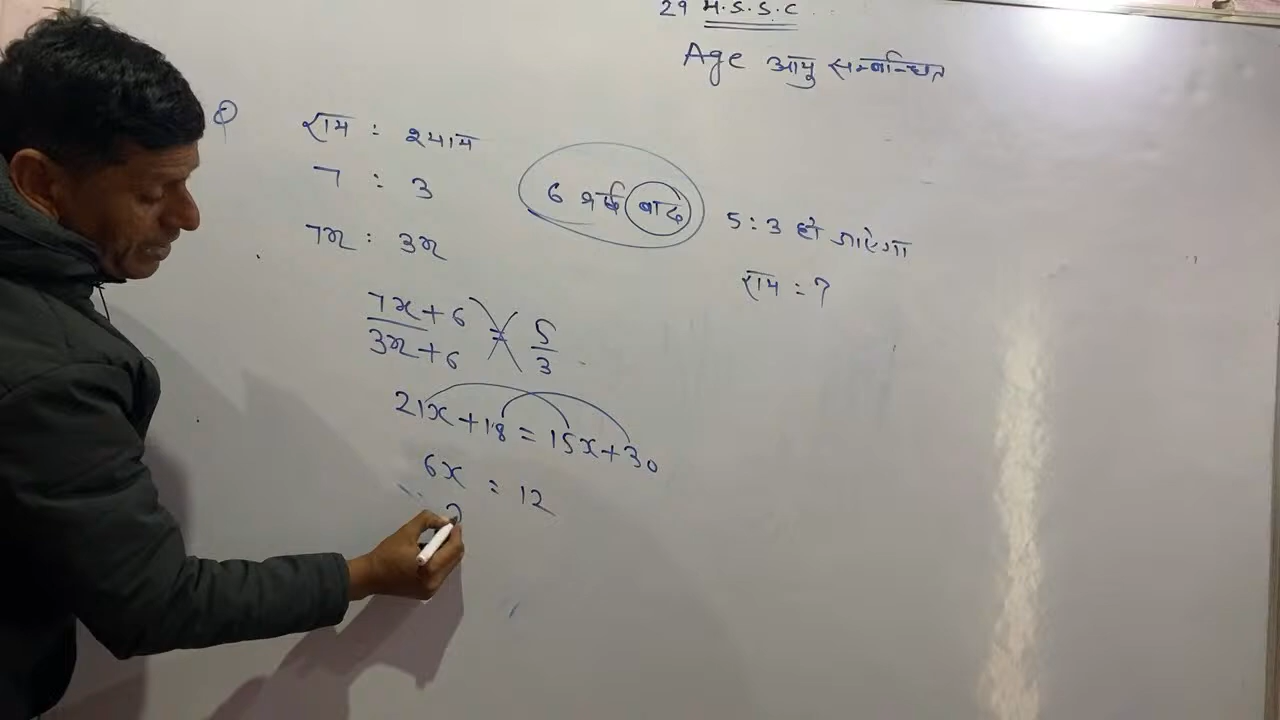 29 H.S.S.C
Age आयु सम्बन्धित
Q राम : श्याम
7 : 3
6 वर्ष बाद 5 : 3 हो जाऐगा
7x : 3x
राम = ?
7x+6 / 3x+6 = 5/3
21x+18 = 15x+30
6x = 12